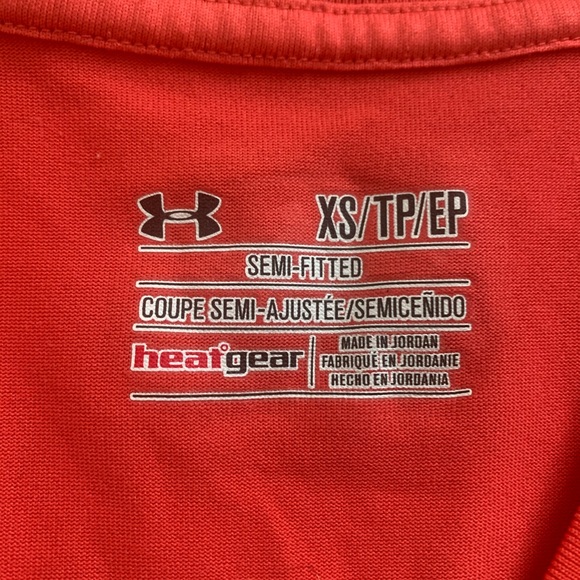 XS/TP/EP
SEMI-FITTED
COUPE SEMI-AJUSTÉE/SEMICEÑIDO
heatgear
MADE IN JORDAN
FABRIQUÉ EN JORDANIE
HECHO EN JORDANIA